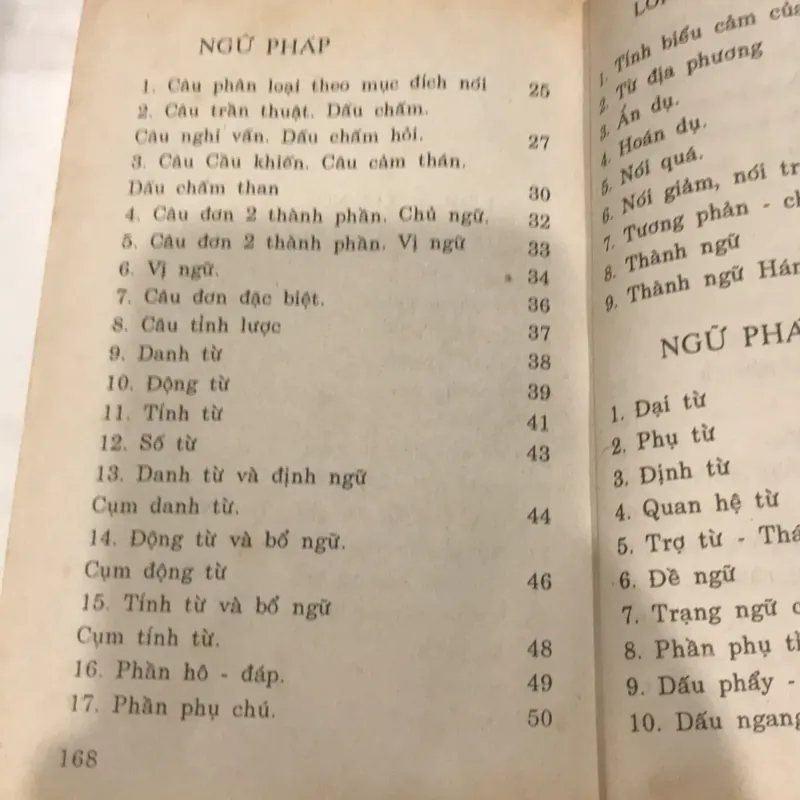 NGỮ PHÁP
1. Câu phân loại theo mục đích nói 25
2. Câu trần thuật. Dấu chấm.
Câu nghi vấn. Dấu chấm hỏi. 27
3. Câu Cầu khiến. Câu cảm thán.
Dấu chấm than 30
4. Câu đơn 2 thành phần. Chủ ngữ. 32
5. Câu đơn 2 thành phần. Vị ngữ 33
6. Vị ngữ. 34
7. Câu đơn đặc biệt. 36
8. Câu tỉnh lược 37
9. Danh từ 38
10. Động từ 39
11. Tính từ 41
12. Số từ 43
13. Danh từ và định ngữ
Cụm danh từ. 44
14. Động từ và bổ ngữ.
Cụm động từ 46
15. Tính từ và bổ ngữ
Cụm tính từ. 48
16. Phần hô - đáp. 49
17. Phần phụ chú. 50
168
1. Tính biểu cảm của
2. Từ địa phương
3. Ẩn dụ.
4. Hoán dụ.
5. Nói quá.
6. Nói giảm, nói
7. Tương phản -
8. Thành ngữ
9. Thành ngữ Hán
NGỮ PHÁ
1. Đại từ
2. Phụ từ
3. Định từ
4. Quan hệ từ
5. Trợ từ - Thá
6. Đề ngữ
7. Trạng ngữ
8. Phần phụ
9. Dấu phẩy -
10. Dấu ngang